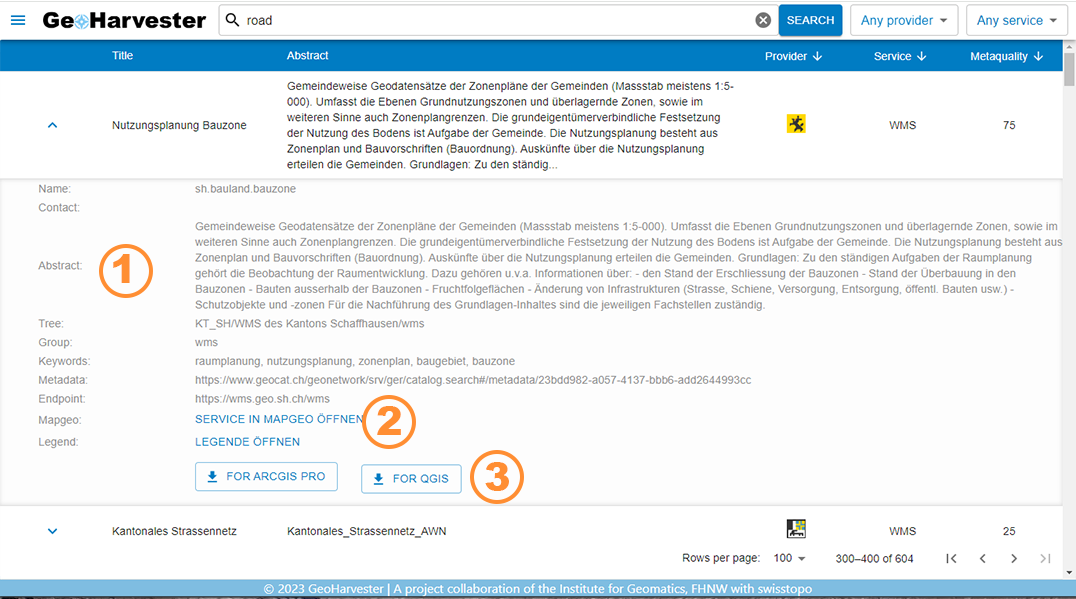 GeoHarvester road SEARCH Any provider Any service
Title Abstract Provider Service Metaquality
Gemeindeweise Geodatensätze der Zonenpläne der Gemeinden (Massstab meistens 1:5-
000). Umfasst die Ebenen Grundnutzungszonen und überlagernde Zonen, sowie im
weiteren Sinne auch Zonenplangrenzen. Die grundeigentümerverbindliche Festsetzung
Nutzungsplanung Bauzone der Nutzung des Bodens ist Aufgabe der Gemeinde. Die Nutzungsplanung besteht aus WMS 75
Zonenplan und Bauvorschriften (Bauordnung). Auskünfte über die Nutzungsplanung
erteilen die Gemeinden. Grundlagen: Zu den ständig...
Name: sh.bauland.bauzone
Contact:
Gemeindeweise Geodatensätze der Zonenpläne der Gemeinden (Massstab meistens 1:5-000). Umfasst die Ebenen Grundnutzungszonen und überlagernde Zonen, sowie im
weiteren Sinne auch Zonenplangrenzen. Die grundeigentümerverbindliche Festsetzung der Nutzung des Bodens ist Aufgabe der Gemeinde. Die Nutzungsplanung besteht aus
Abstract: 1 Zonenplan und Bauvorschriften (Bauordnung). Auskünfte über die Nutzungsplanung erteilen die Gemeinden. Grundlagen: Zu den ständigen Aufgaben der Raumplanung
gehört die Beobachtung der Raumentwicklung. Dazu gehören u.v.a. Informationen über: - den Stand der Erschliessung der Bauzonen - Stand der Überbauung in den
Bauzonen - Bauten ausserhalb der Bauzonen - Fruchtfolgeflächen - Änderung von Infrastrukturen (Strasse, Schiene, Versorgung, Entsorgung, öffentl. Bauten usw.) -
Schutzobjekte und -zonen Für die Nachführung des Grundlagen-Inhaltes sind die jeweiligen Fachstellen zuständig.
Tree: KT_SH/WMS des Kantons Schaffhausen/wms
Group: wms
Keywords: raumplanung, nutzungsplanung, zonenplan, baugebiet, bauzone
Metadata: https://www.geocat.ch/geonetwork/srv/ger/catalog.search#/metadata/23bdd982-a057-4137-bbb6-add2644993cc
Endpoint: https://wms.geo.sh.ch/wms
Mapgeo: SERVICE IN MAPGEO ÖFFNEN 2
Legend: LEGENDE ÖFFNEN
FOR ARCGIS PRO FOR QGIS 3
Kantonales Strassennetz Kantonales_Strassennetz_AWN WMS 25
Rows per page: 100 300–400 of 604
© 2023 GeoHarvester | A project collaboration of the Institute for Geomatics, FHNW with swisstopo